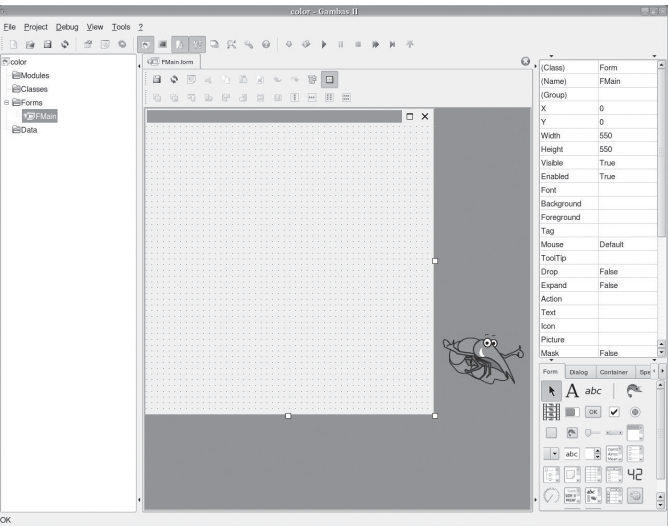 color - Gambas II
File Project Debug View Tools ?
color
Modules
Classes
Forms
FMain
Data
FMain.form
(Class) Form
(Name) FMain
(Group)
X 0
Y 0
Width 550
Height 550
Visible True
Enabled True
Font
Background
Foreground
Tag
Mouse Default
ToolTip
Drop False
Expand False
Action
Text
Icon
Picture
Mask False
Form Dialog Container Spe
A abc
OK
abc
42
OK